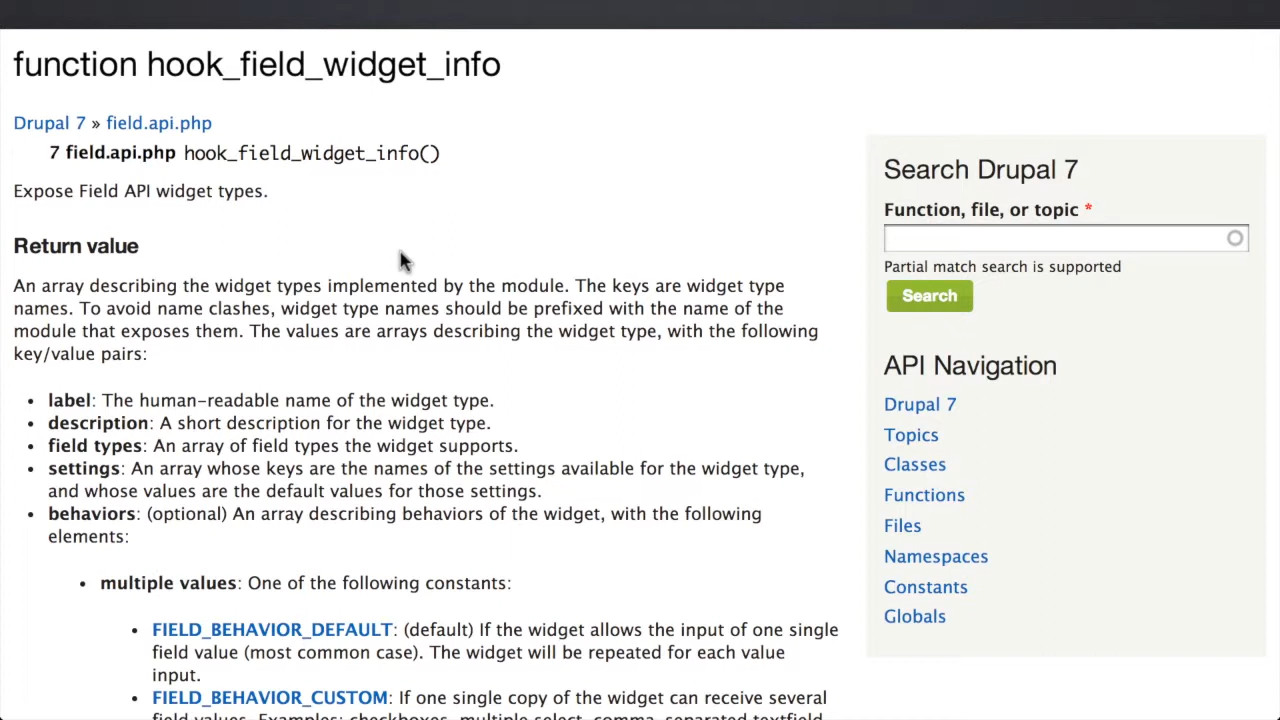 function hook_field_widget_info
Drupal 7 » field.api.php
7 field.api.php hook_field_widget_info()
Expose Field API widget types.
Return value
An array describing the widget types implemented by the module. The keys are widget type
names. To avoid name clashes, widget type names should be prefixed with the name of the
module that exposes them. The values are arrays describing the widget type, with the following
key/value pairs:
• label: The human-readable name of the widget type.
• description: A short description for the widget type.
• field types: An array of field types the widget supports.
• settings: An array whose keys are the names of the settings available for the widget type,
and whose values are the default values for those settings.
• behaviors: (optional) An array describing behaviors of the widget, with the following
elements:
• multiple values: One of the following constants:
• FIELD_BEHAVIOR_DEFAULT: (default) If the widget allows the input of one single
field value (most common case). The widget will be repeated for each value
input.
• FIELD_BEHAVIOR_CUSTOM: If one single copy of the widget can receive several
field values. Examples: checkboxes, multiple select, comma-separated textfield
Search Drupal 7
Function, file, or topic *
Partial match search is supported
Search
API Navigation
Drupal 7
Topics
Classes
Functions
Files
Namespaces
Constants
Globals